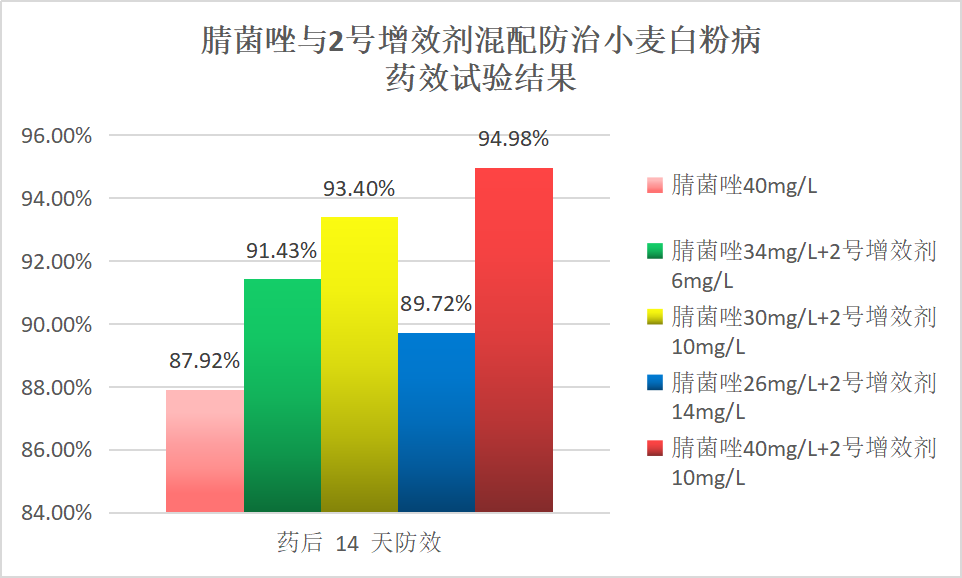 腈菌唑与2号增效剂混配防治小麦白粉病
药效试验结果
96.00%
94.00%
92.00%
90.00%
88.00%
86.00%
84.00%
87.92%
91.43%
93.40%
89.72%
94.98%
药后 14 天防效
腈菌唑40mg/L
腈菌唑34mg/L+2号增效剂
6mg/L
腈菌唑30mg/L+2号增效剂
10mg/L
腈菌唑26mg/L+2号增效剂
14mg/L
腈菌唑40mg/L+2号增效剂
10mg/L